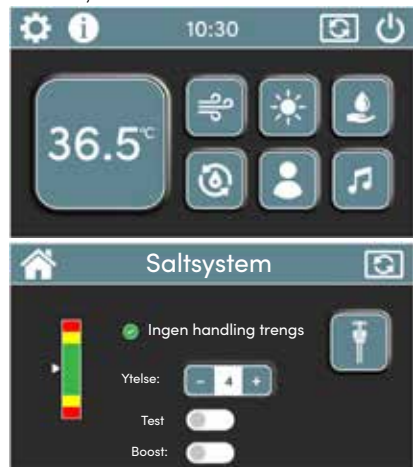 10:30
36.5°C
Saltsystem
Ingen handling trengs
Ytelse: - 4 +
Test
Boost: